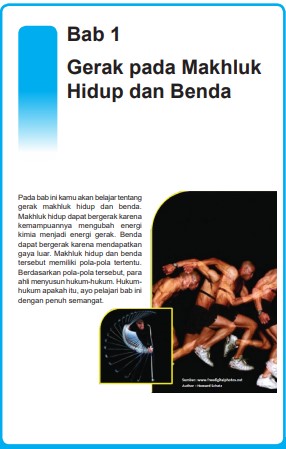 Bab 1
Gerak pada Makhluk
Hidup dan Benda
Pada bab ini kamu akan belajar tentang
gerak makhluk hidup dan benda.
Makhluk hidup dapat bergerak karena
kemampuannya mengubah energi
kimia menjadi energi gerak. Benda
dapat bergerak karena mendapatkan
gaya luar. Makhluk hidup dan benda
tersebut memiliki pola-pola tertentu.
Berdasarkan pola-pola tersebut, para
ahli menyusun hukum-hukum. Hukum-
hukum apakah itu, ayo pelajari bab ini
dengan penuh semangat.
Sumber : www.freedigitalphotos.net
Author : Howard Schatz